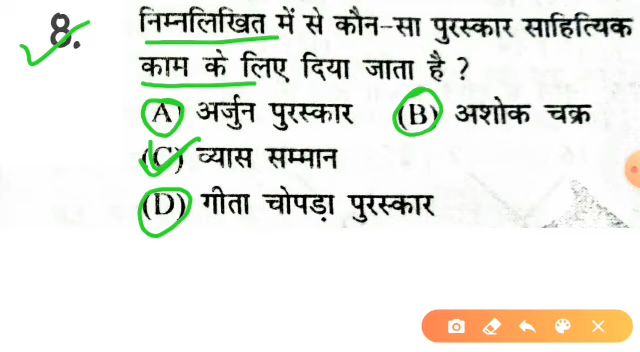 8. निम्नलिखित में से कौन-सा पुरस्कार साहित्यिक
काम के लिए दिया जाता है ?
(A) अर्जुन पुरस्कार (B) अशोक चक्र
(C) व्यास सम्मान
(D) गीता चोपड़ा पुरस्कार